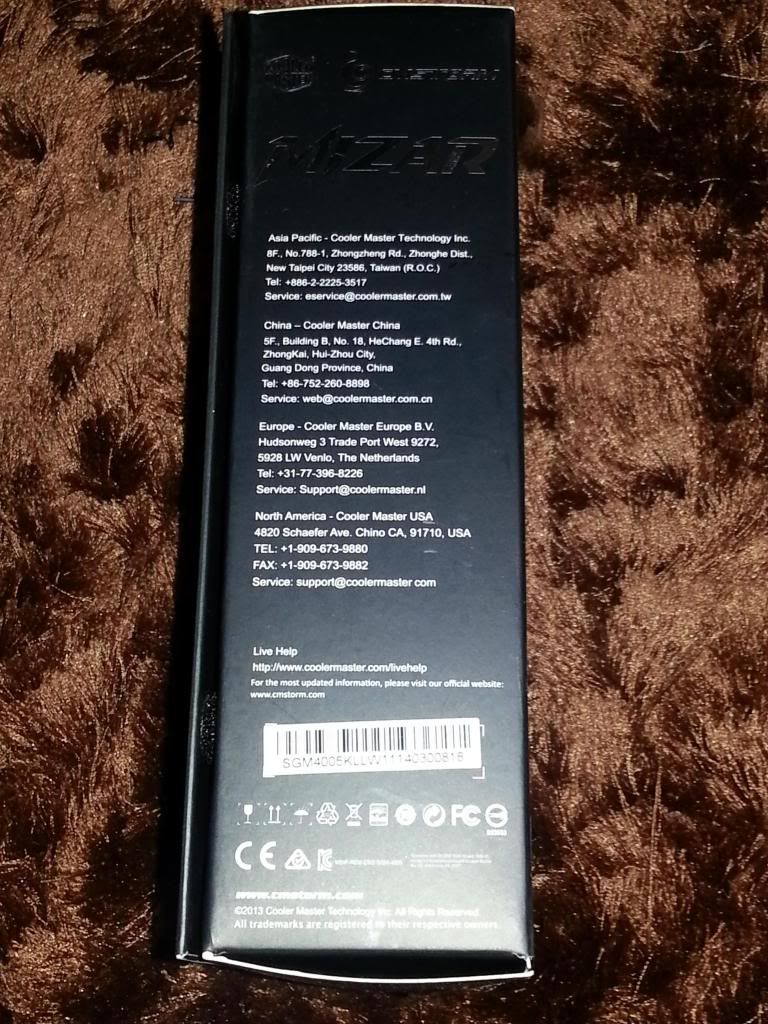 CMSTORM
MIZAR
Asia Pacific - Cooler Master Technology Inc.
8F., No.788-1, Zhongzheng Rd., Zhonghe Dist.,
New Taipei City 23586, Taiwan (R.O.C.)
Tel: +886-2-2225-3517
Service: eservice@coolermaster.com.tw
China – Cooler Master China
5F., Building B, No. 18, HeChang E. 4th Rd.,
ZhongKai, Hui-Zhou City,
Guang Dong Province, China
Tel: +86-752-260-8898
Service: web@coolermaster.com.cn
Europe - Cooler Master Europe B.V.
Hudsonweg 3 Trade Port West 9272,
5928 LW Venlo, The Netherlands
Tel: +31-77-396-8226
Service: Support@coolermaster.nl
North America - Cooler Master USA
4820 Schaefer Ave. Chino CA, 91710, USA
TEL: +1-909-673-9880
FAX: +1-909-673-9882
Service: support@coolermaster com
Live Help
http://www.coolermaster.com/livehelp
For the most updated information, please visit our official website:
www.cmstorm.com
SGM4005KLLW11140300816
FC
CE
www.cmstorm.com
©2013 Cooler Master Technology Inc. All Rights Reserved.
All trademarks are registered to their respective owners.